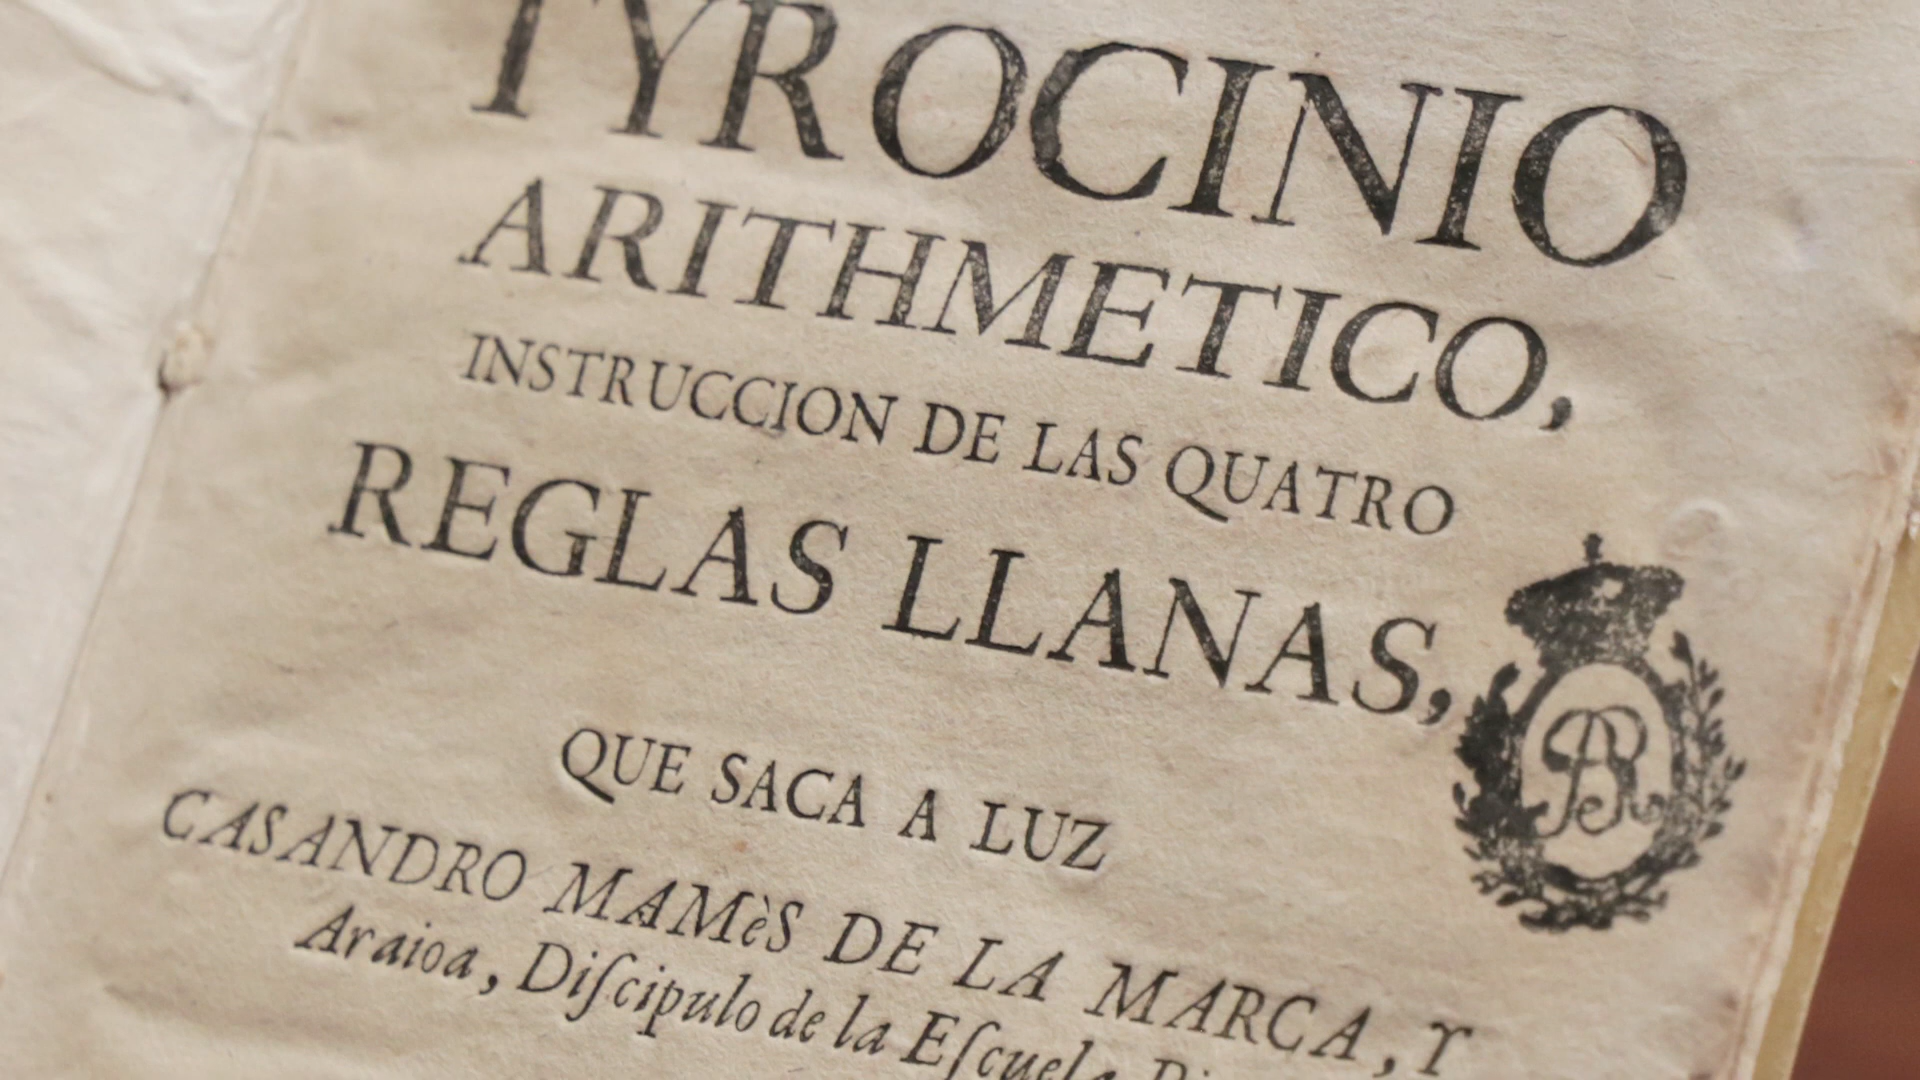 TYROCINIO
ARITHMETICO,
INSTRUCCION DE LAS QUATRO
REGLAS LLANAS,
QUE SACA A LUZ
CASANDRO MAMèS DE LA MARCA, Y
Araioa, Diſcipulo de la Eſcuela